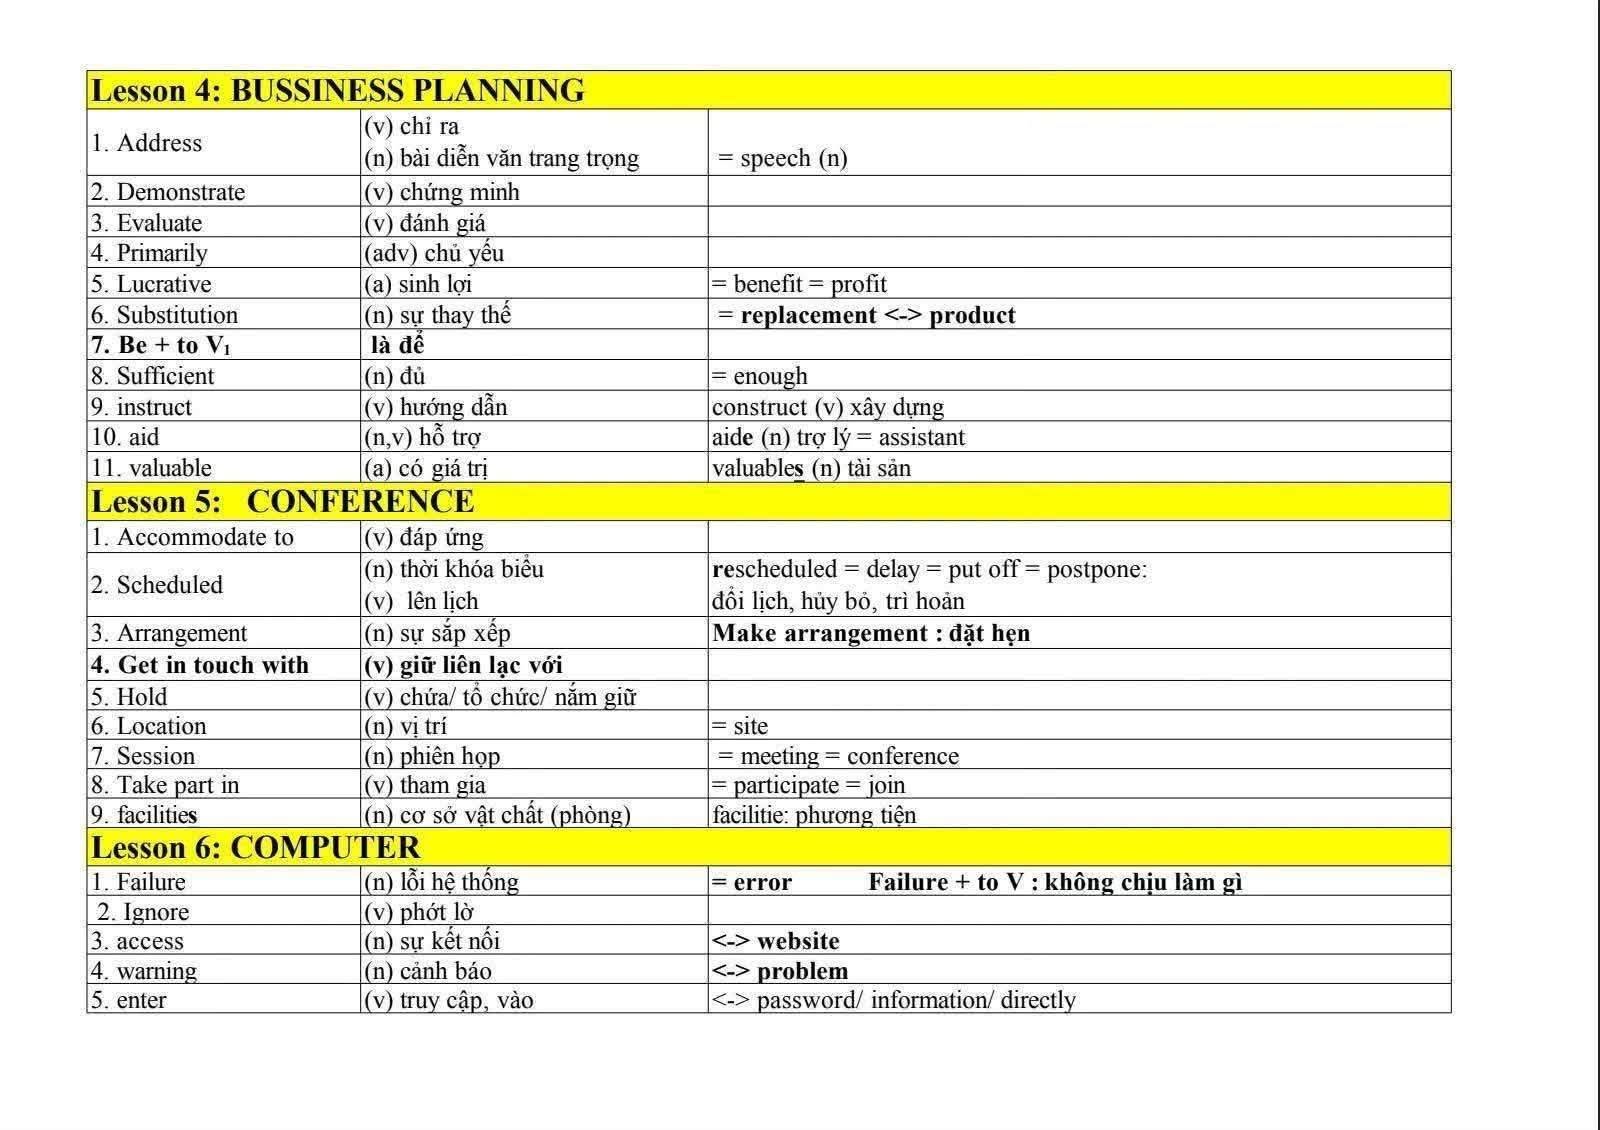 Lesson 4: BUSSINESS PLANNING
1. Address
(v) chỉ ra
(n) bài diễn văn trang trọng = speech (n)
2. Demonstrate (v) chứng minh
3. Evaluate (v) đánh giá
4. Primarily (adv) chủ yếu
5. Lucrative (a) sinh lợi = benefit = profit
6. Substitution (n) sự thay thế = replacement <-> product
7. Be + to V₁ là để
8. Sufficient (n) đủ = enough
9. instruct (v) hướng dẫn construct (v) xây dựng
10. aid (n,v) hỗ trợ aide (n) trợ lý = assistant
11. valuable (a) có giá trị valuables (n) tài sản
Lesson 5: CONFERENCE
1. Accommodate to (v) đáp ứng
2. Scheduled
(n) thời khóa biểu
(v) lên lịch
rescheduled = delay = put off = postpone:
đổi lịch, hủy bỏ, trì hoản
3. Arrangement (n) sự sắp xếp Make arrangement : đặt hẹn
4. Get in touch with (v) giữ liên lạc với
5. Hold (v) chứa/ tổ chức/ nắm giữ
6. Location (n) vị trí = site
7. Session (n) phiên họp = meeting = conference
8. Take part in (v) tham gia = participate = join
9. facilities (n) cơ sở vật chất (phòng) facilitie: phương tiện
Lesson 6: COMPUTER
1. Failure (n) lỗi hệ thống = error Failure + to V : không chịu làm gì
2. Ignore (v) phớt lờ
3. access (n) sự kết nối <-> website
4. warning (n) cảnh báo <-> problem
5. enter (v) truy cập, vào <-> password/ information/ directly